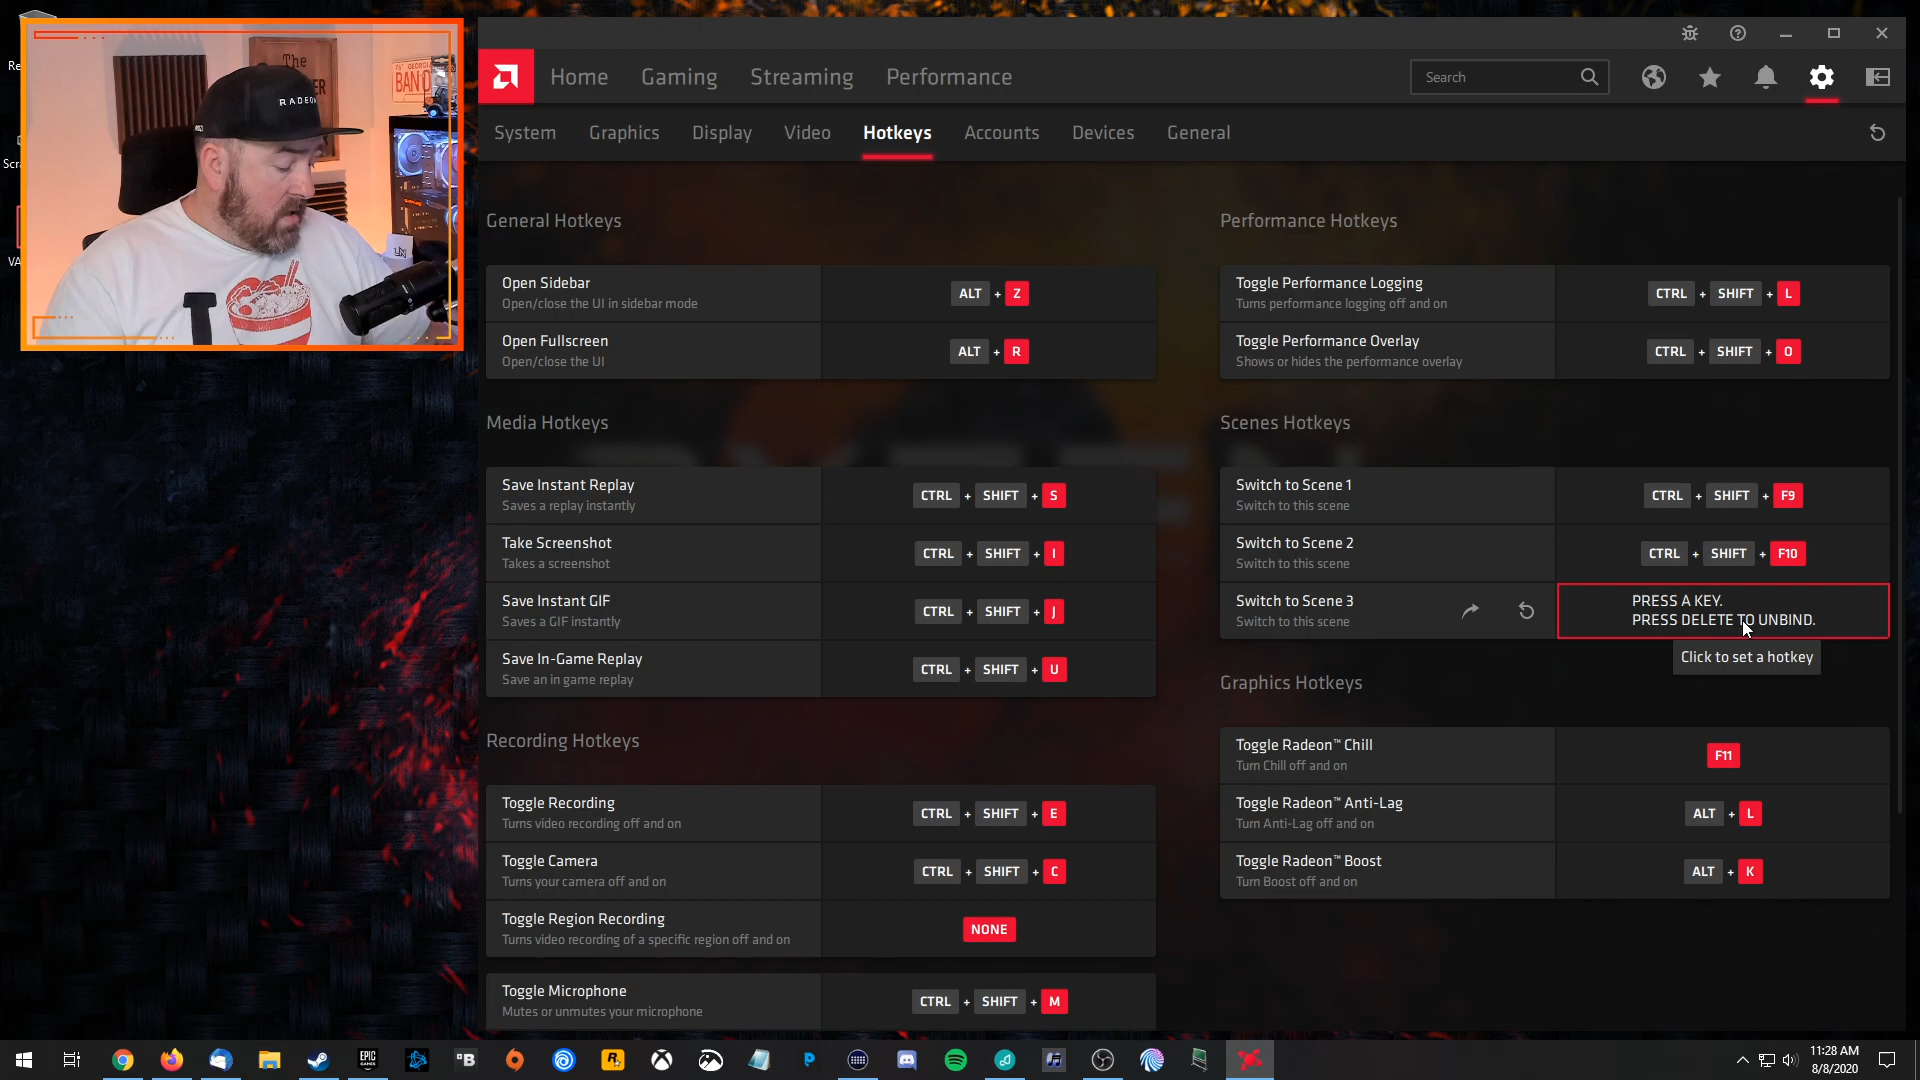 Re
Scr
VA
The
ER
76' GEORGIA
BAN D
RADEON
I
Home Gaming Streaming Performance
Search
System Graphics Display Video Hotkeys Accounts Devices General
General Hotkeys
Open Sidebar
Open/close the UI in sidebar mode
ALT + Z
Open Fullscreen
Open/close the UI
ALT + R
Media Hotkeys
Save Instant Replay
Saves a replay instantly
CTRL + SHIFT + S
Take Screenshot
Takes a screenshot
CTRL + SHIFT + I
Save Instant GIF
Saves a GIF instantly
CTRL + SHIFT + J
Save In-Game Replay
Save an in game replay
CTRL + SHIFT + U
Recording Hotkeys
Toggle Recording
Turns video recording off and on
CTRL + SHIFT + E
Toggle Camera
Turns your camera off and on
CTRL + SHIFT + C
Toggle Region Recording
Turns video recording of a specific region off and on
NONE
Toggle Microphone
Mutes or unmutes your microphone
CTRL + SHIFT + M
Performance Hotkeys
Toggle Performance Logging
Turns performance logging off and on
CTRL + SHIFT + L
Toggle Performance Overlay
Shows or hides the performance overlay
CTRL + SHIFT + O
Scenes Hotkeys
Switch to Scene 1
Switch to this scene
CTRL + SHIFT + F9
Switch to Scene 2
Switch to this scene
CTRL + SHIFT + F10
Switch to Scene 3
Switch to this scene
PRESS A KEY.
PRESS DELETE TO UNBIND.
Click to set a hotkey
Graphics Hotkeys
Toggle Radeon™ Chill
Turn Chill off and on
F11
Toggle Radeon™ Anti-Lag
Turn Anti-Lag off and on
ALT + L
Toggle Radeon™ Boost
Turn Boost off and on
ALT + K
EPIC
GAMES
B
R
11:28 AM
8/8/2020